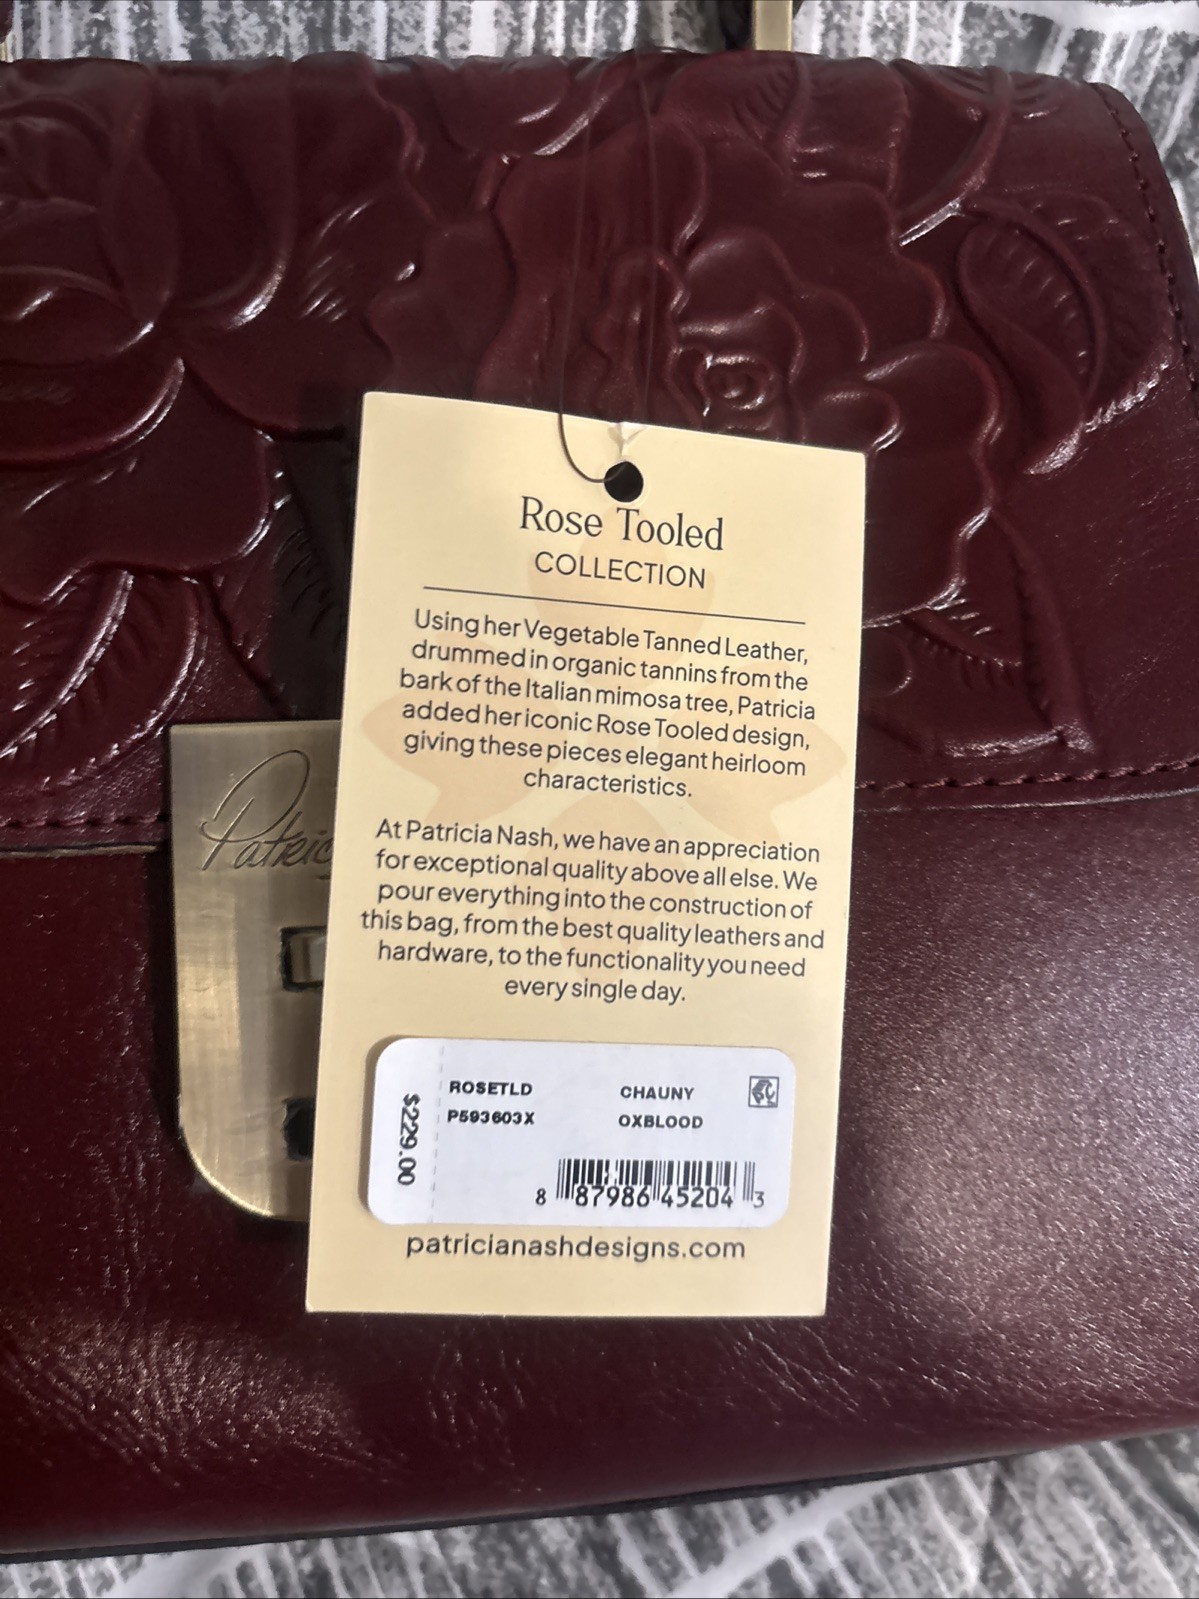 Rose Tooled
COLLECTION
Using her Vegetable Tanned Leather,
drummed in organic tannins from the
bark of the Italian mimosa tree, Patricia
added her iconic Rose Tooled design,
giving these pieces elegant heirloom
characteristics.
At Patricia Nash, we have an appreciation
for exceptional quality above all else. We
pour everything into the construction of
this bag, from the best quality leathers and
hardware, to the functionality you need
every single day.
Patric
$229.00
ROSETLD CHAUNY
P593603X OXBLOOD
8 87986 45204 3
patricianashdesigns.com